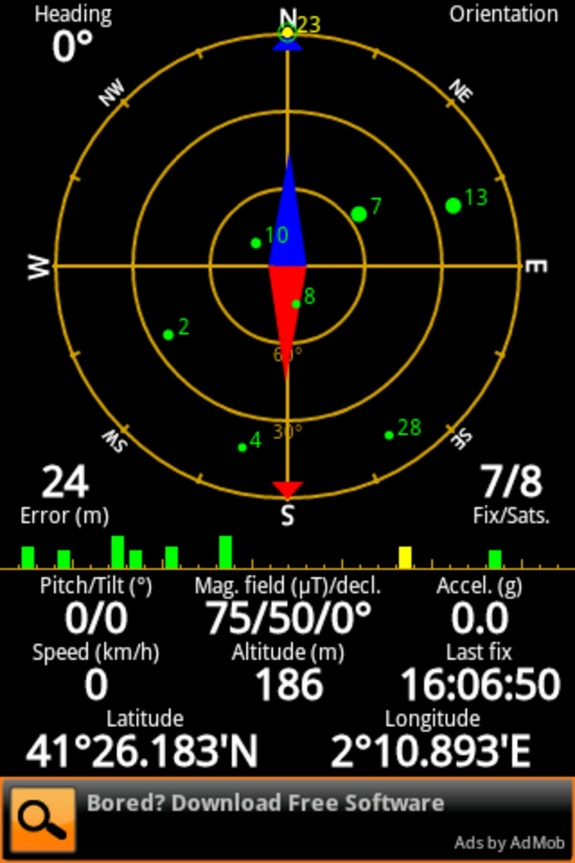 Heading
Orientation
0°
N
23
NW
NE
7
13
10
W
E
8
2
60°
4
30°
28
SW
SE
24
7/8
Error (m)
S
Fix/Sats.
Pitch/Tilt (°)
Mag. field (µT)/decl.
Accel. (g)
0/0
75/50/0°
0.0
Speed (km/h)
Altitude (m)
Last fix
0
186
16:06:50
Latitude
Longitude
41°26.183'N
2°10.893'E
Bored? Download Free Software
Ads by AdMob